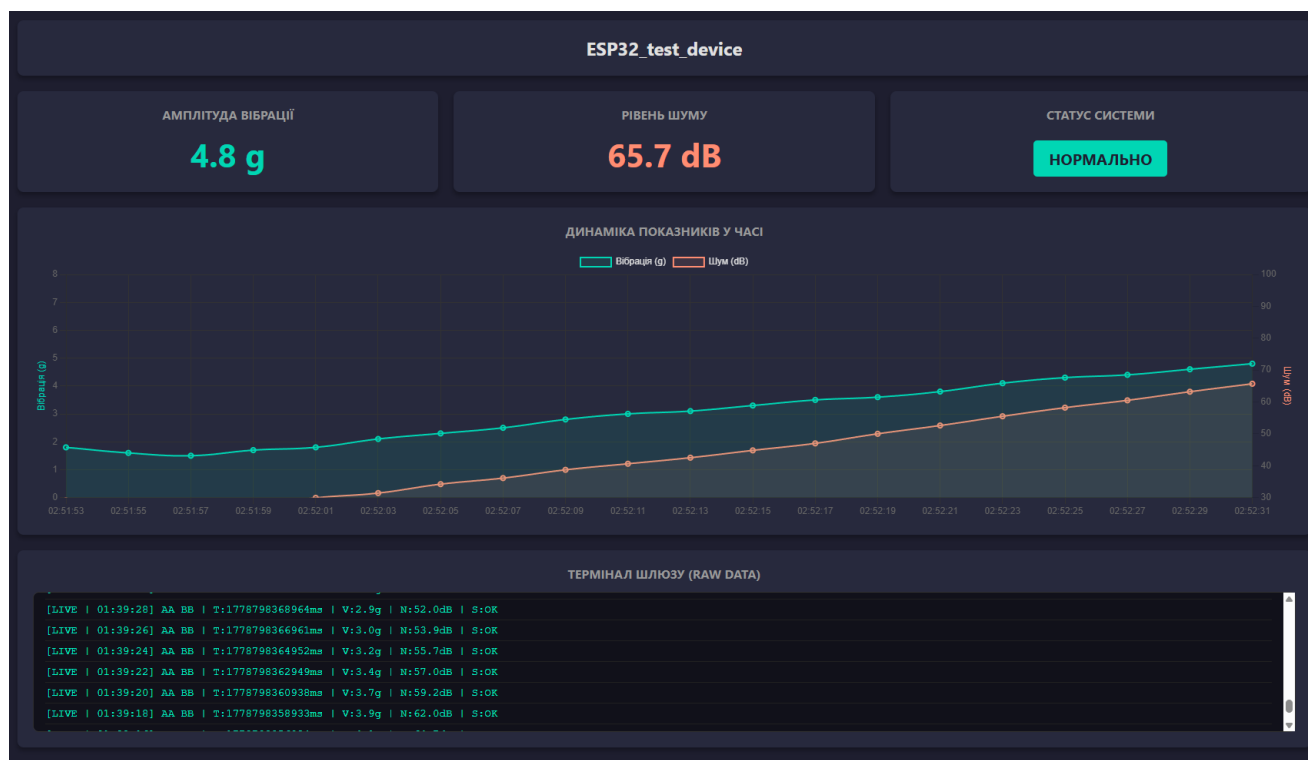 ESP32_test_device
АМПЛІТУДА ВІБРАЦІЇ
4.8 g
РІВЕНЬ ШУМУ
65.7 dB
СТАТУС СИСТЕМИ
НОРМАЛЬНО
ДИНАМІКА ПОКАЗНИКІВ У ЧАСІ
Вібрація (g) Шум (dB)
8
7
6
5
4
3
2
1
0
Вібрація (g)
100
90
80
70
60
50
40
30
Шум (dB)
02:51:53 02:51:55 02:51:57 02:51:59 02:52:01 02:52:03 02:52:05 02:52:07 02:52:09 02:52:11 02:52:13 02:52:15 02:52:17 02:52:19 02:52:21 02:52:23 02:52:25 02:52:27 02:52:29 02:52:31
ТЕРМІНАЛ ШЛЮЗУ (RAW DATA)
[LIVE | 01:39:28] AA BB | T:1778798368964ms | V:2.9g | N:52.0dB | S:OK
[LIVE | 01:39:26] AA BB | T:1778798366961ms | V:3.0g | N:53.9dB | S:OK
[LIVE | 01:39:24] AA BB | T:1778798364952ms | V:3.2g | N:55.7dB | S:OK
[LIVE | 01:39:22] AA BB | T:1778798362949ms | V:3.4g | N:57.0dB | S:OK
[LIVE | 01:39:20] AA BB | T:1778798360938ms | V:3.7g | N:59.2dB | S:OK
[LIVE | 01:39:18] AA BB | T:1778798358933ms | V:3.9g | N:62.0dB | S:OK